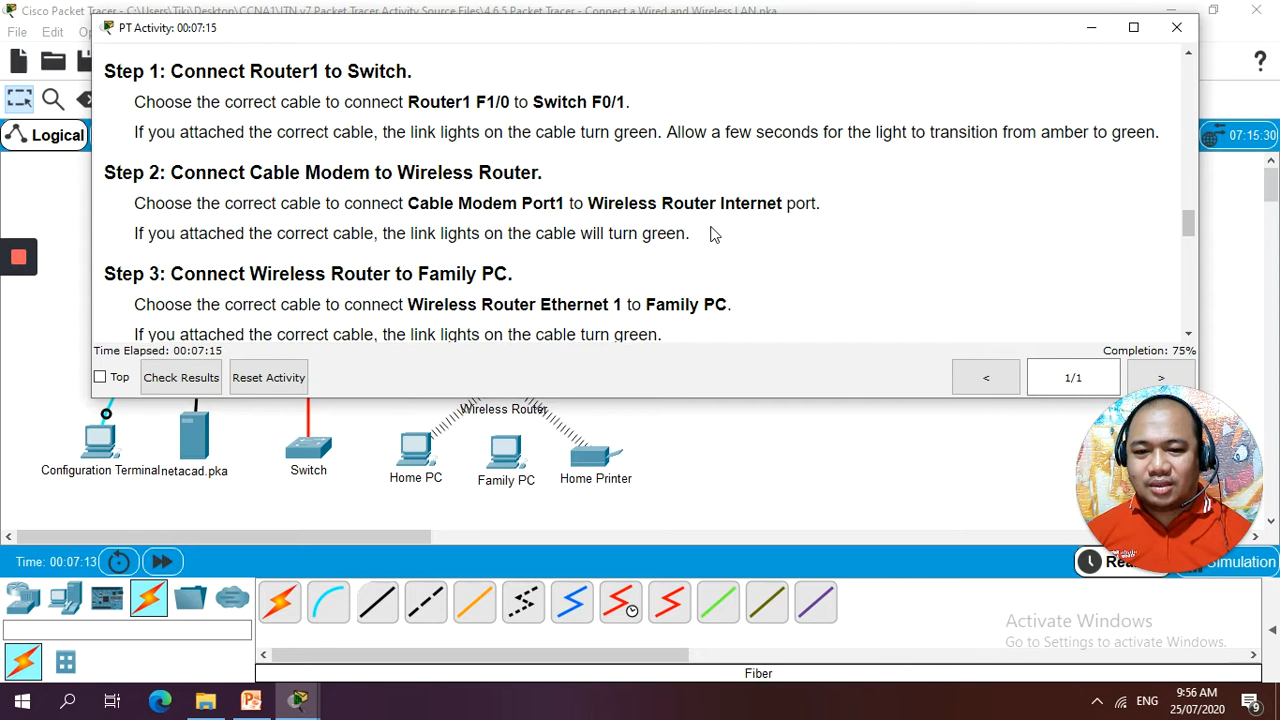 Cisco Packet Tracer - C:\Users\Tiki\Desktop\CCNA1\ITN v7 Packet Tracer Activity Source Files\4.6.5 Packet Tracer - Connect a Wired and Wireless LAN.pka
File Edit
PT Activity: 00:07:15
Step 1: Connect Router1 to Switch.
Choose the correct cable to connect Router1 F1/0 to Switch F0/1.
If you attached the correct cable, the link lights on the cable turn green. Allow a few seconds for the light to transition from amber to green.
Logical
07:15:30
Step 2: Connect Cable Modem to Wireless Router.
Choose the correct cable to connect Cable Modem Port1 to Wireless Router Internet port.
If you attached the correct cable, the link lights on the cable will turn green.
Step 3: Connect Wireless Router to Family PC.
Choose the correct cable to connect Wireless Router Ethernet 1 to Family PC.
If you attached the correct cable, the link lights on the cable turn green.
Time Elapsed: 00:07:15
Completion: 75%
Top
Check Results
Reset Activity
<
1/1
>
Wireless Router
Configuration Terminal
netacad.pka
Switch
Home PC
Family PC
Home Printer
Time: 00:07:13
Simulation
Activate Windows
Go to Settings to activate Windows.
Fiber
ENG
9:56 AM
25/07/2020
9